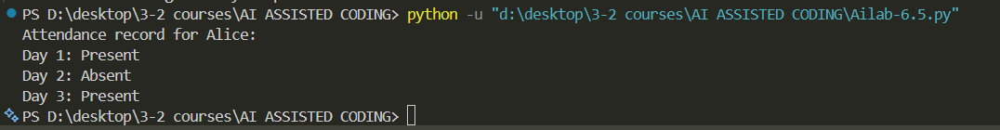 PS D:\desktop\3-2 courses\AI ASSISTED CODING> python -u "d:\desktop\3-2 courses\AI ASSISTED CODING\Ailab-6.5.py"
Attendance record for Alice:
Day 1: Present
Day 2: Absent
Day 3: Present
PS D:\desktop\3-2 courses\AI ASSISTED CODING>